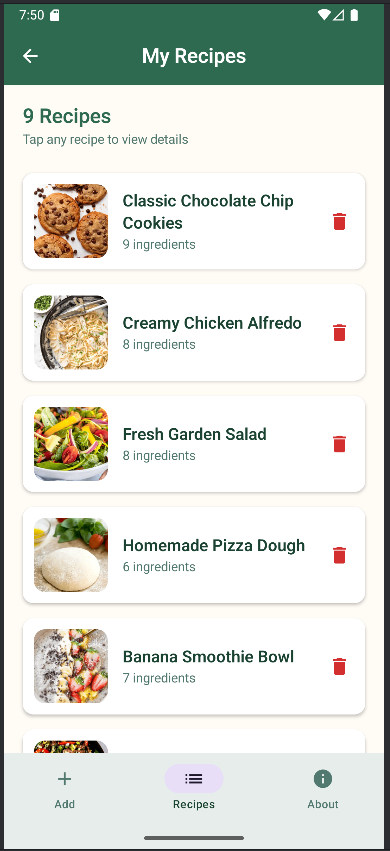 7:50
My Recipes
9 Recipes
Tap any recipe to view details
Classic Chocolate Chip
Cookies
9 ingredients
Creamy Chicken Alfredo
8 ingredients
Fresh Garden Salad
8 ingredients
Homemade Pizza Dough
6 ingredients
Banana Smoothie Bowl
7 ingredients
Add
Recipes
About